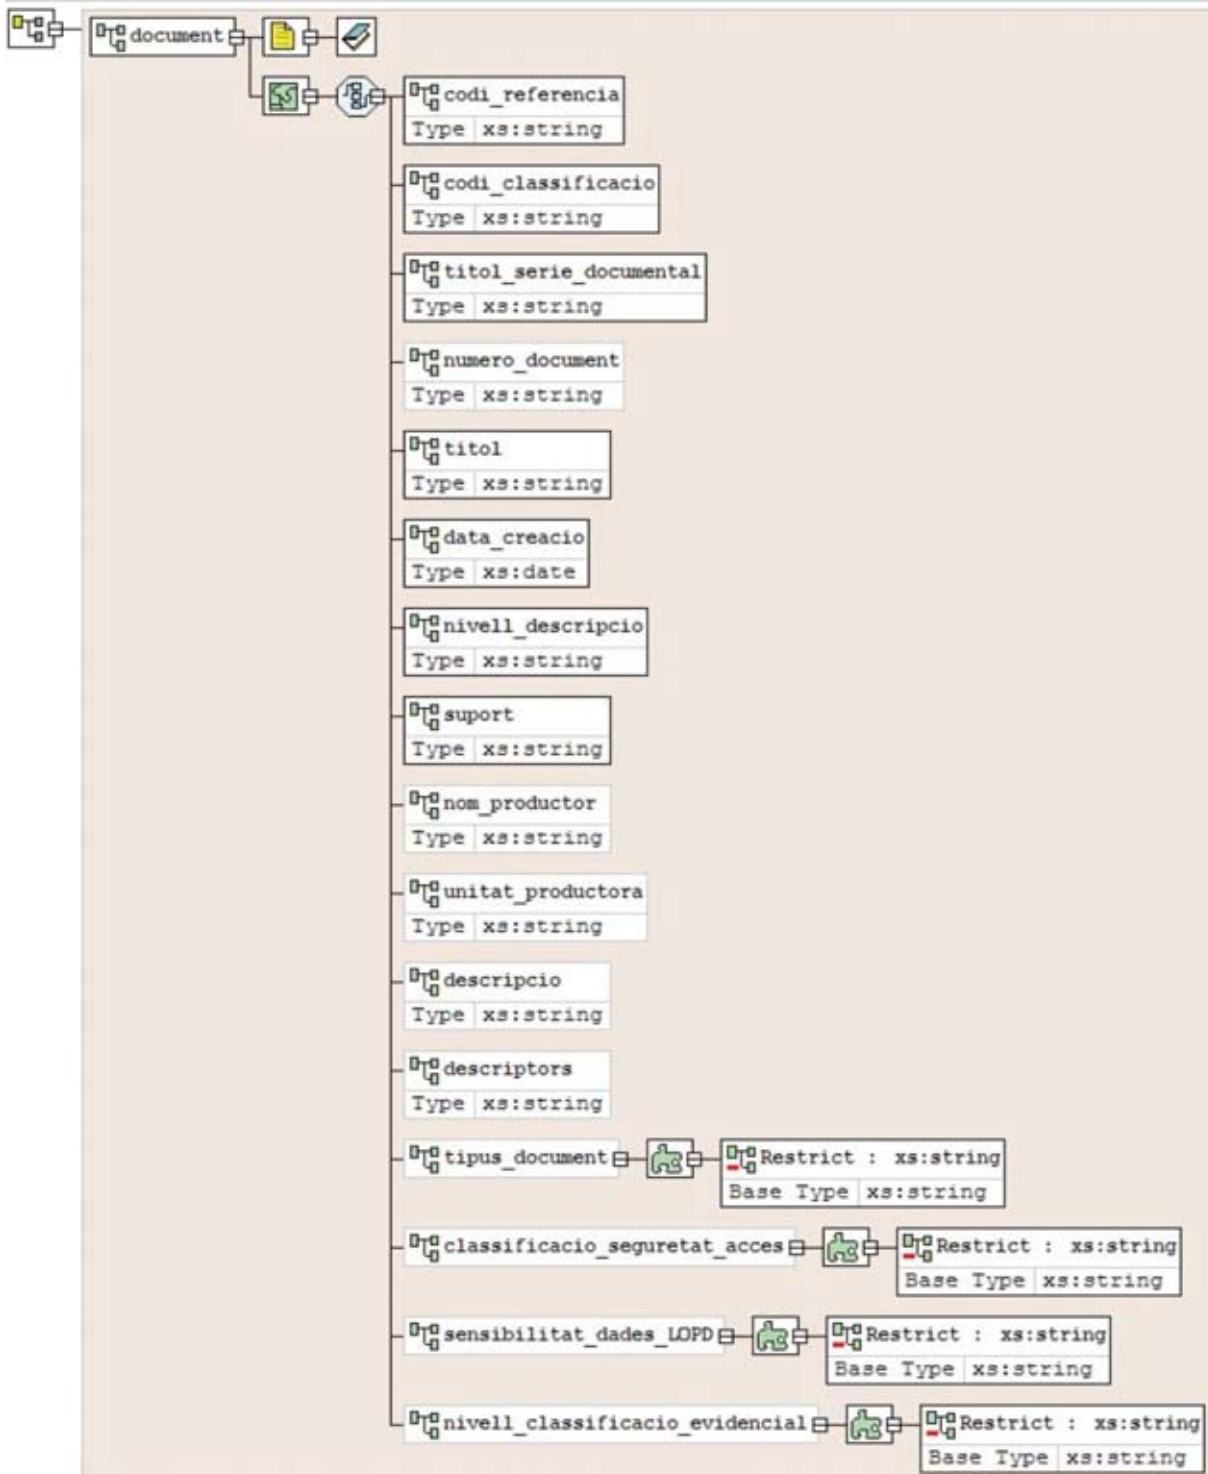 document
codi_referencia
Type xs:string
codi_classificacio
Type xs:string
titol_serie_documental
Type xs:string
numero_document
Type xs:string
titol
Type xs:string
data_creacio
Type xs:date
nivell_descripcio
Type xs:string
suport
Type xs:string
nom_productor
Type xs:string
unitat_productora
Type xs:string
descripcio
Type xs:string
descriptors
Type xs:string
tipus_document Restrict : xs:string
Base Type xs:string
classificacio_seguretat_acces Restrict : xs:string
Base Type xs:string
sensibilitat_dades_LOPD Restrict : xs:string
Base Type xs:string
nivell_classificacio_evidencial Restrict : xs:string
Base Type xs:string